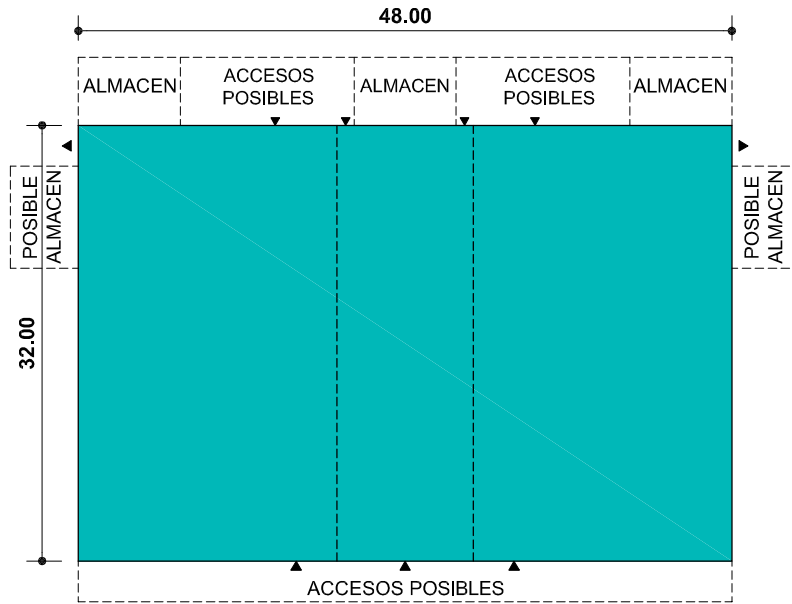 48.00
ALMACEN
ACCESOS
POSIBLES
ALMACEN
ACCESOS
POSIBLES
ALMACEN
POSIBLE
ALMACEN
POSIBLE
ALMACEN
32.00
ACCESOS POSIBLES